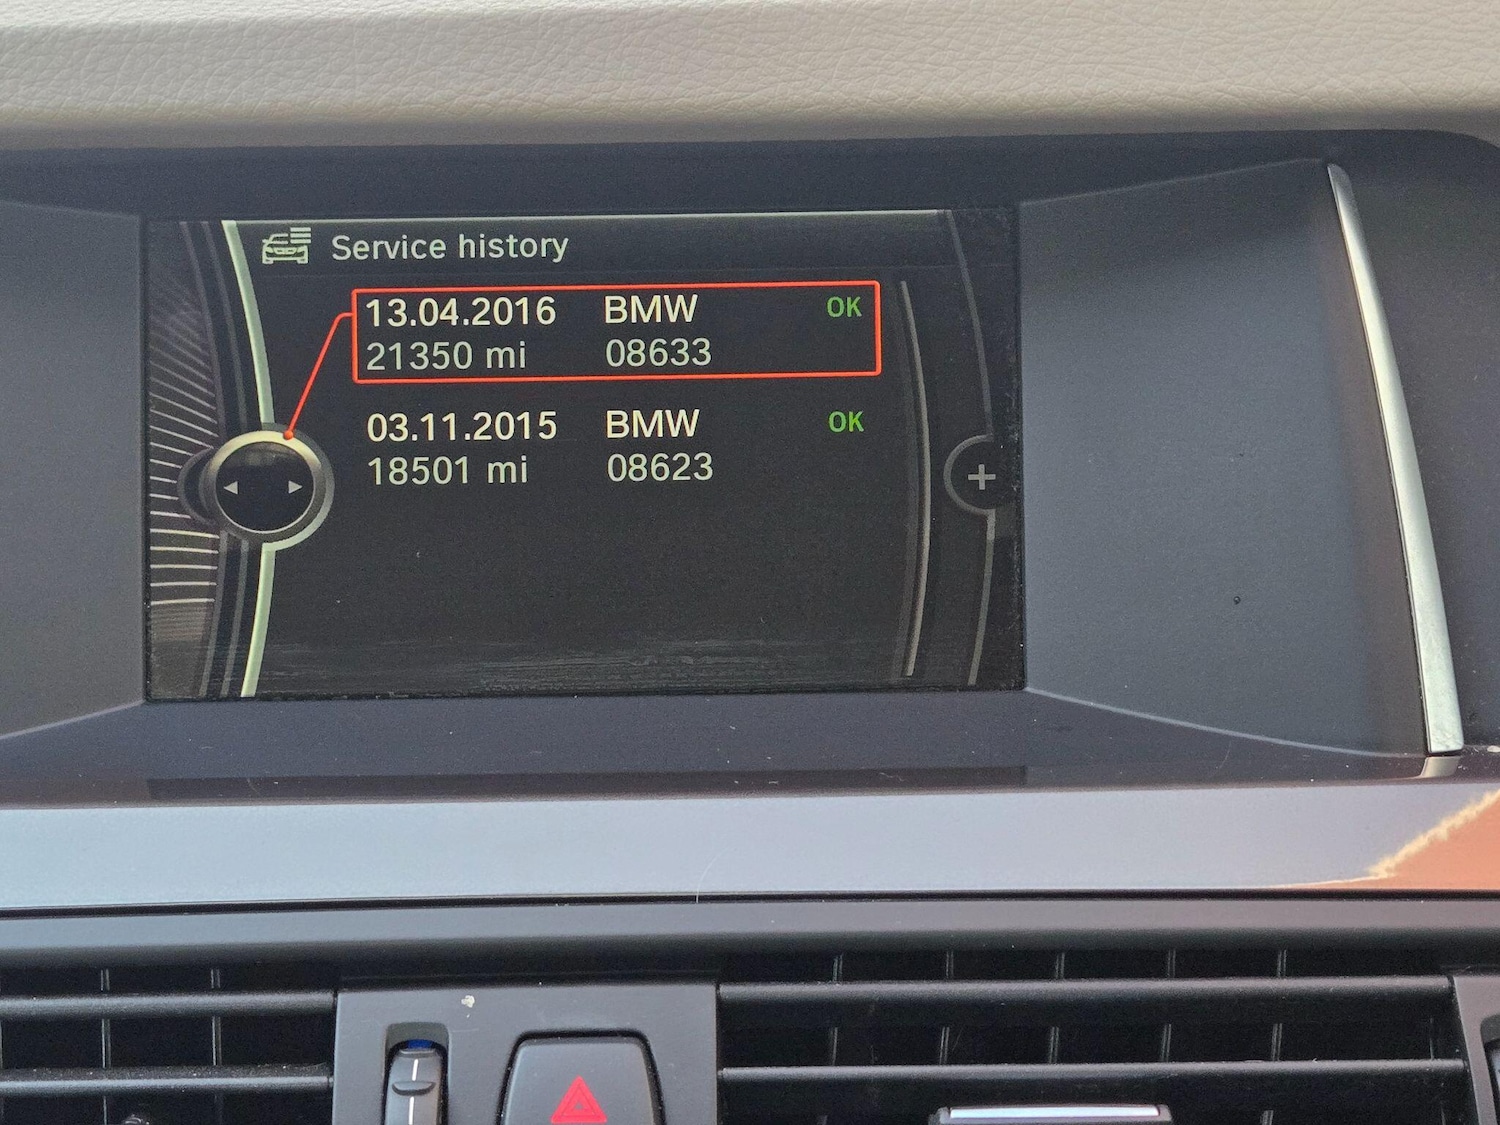 Service history
13.04.2016 BMW OK
21350 mi 08633
03.11.2015 BMW OK
18501 mi 08623
+